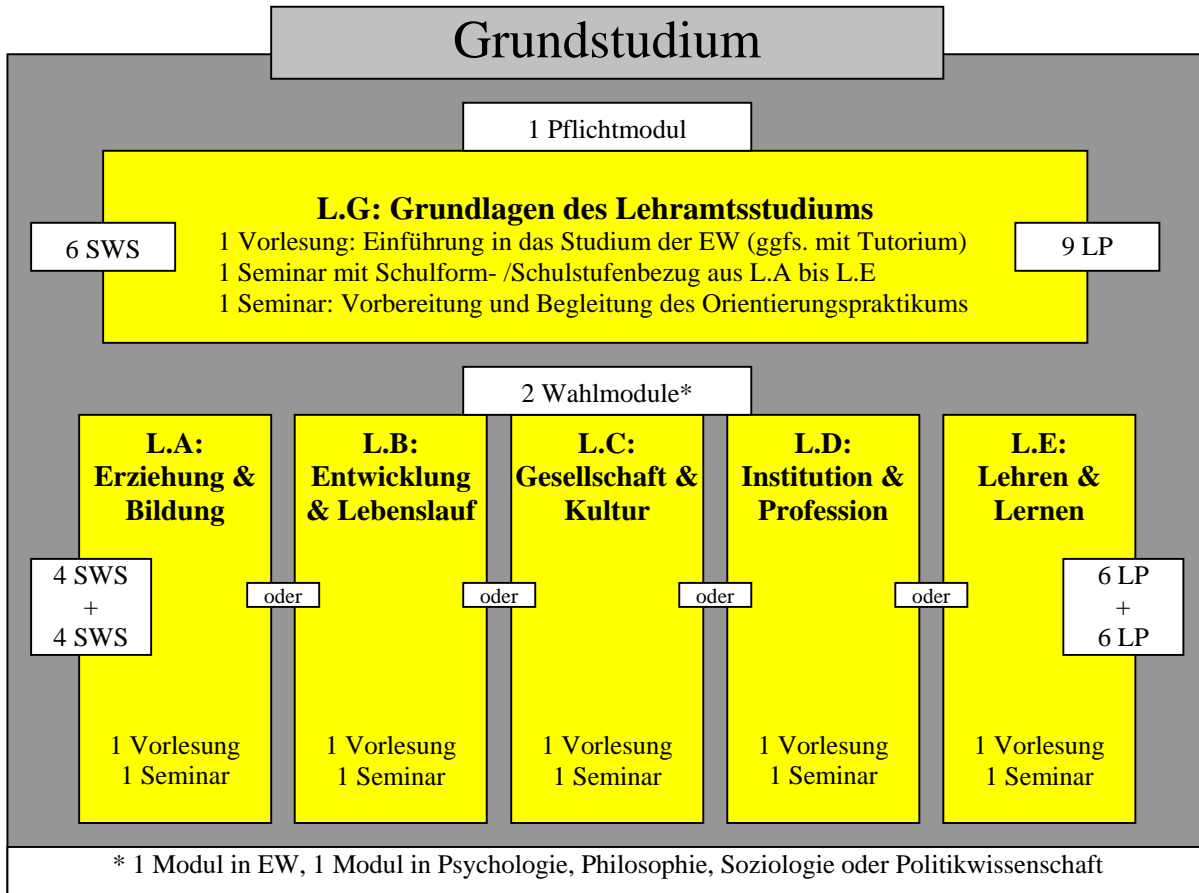 Grundstudium
1 Pflichtmodul
L.G: Grundlagen des Lehramtsstudiums
6 SWS
1 Vorlesung: Einführung in das Studium der EW (ggfs. mit Tutorium)
1 Seminar mit Schulform- /Schulstufenbezug aus L.A bis L.E
1 Seminar: Vorbereitung und Begleitung des Orientierungspraktikums
9 LP
2 Wahlmodule*
L.A:
Erziehung &
Bildung
L.B:
Entwicklung
& Lebenslauf
L.C:
Gesellschaft &
Kultur
L.D:
Institution &
Profession
L.E:
Lehren &
Lernen
4 SWS
+
4 SWS
oder
oder
oder
oder
6 LP
+
6 LP
1 Vorlesung
1 Seminar
1 Vorlesung
1 Seminar
1 Vorlesung
1 Seminar
1 Vorlesung
1 Seminar
1 Vorlesung
1 Seminar
* 1 Modul in EW, 1 Modul in Psychologie, Philosophie, Soziologie oder Politikwissenschaft